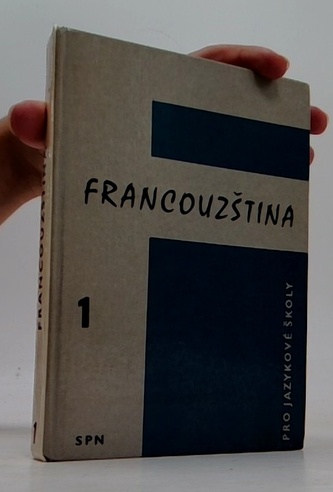 FRANCOUZŠTINA
1
PRO JAZYKOVÉ ŠKOLY
SPN
FRANCOUZŠTINA
1